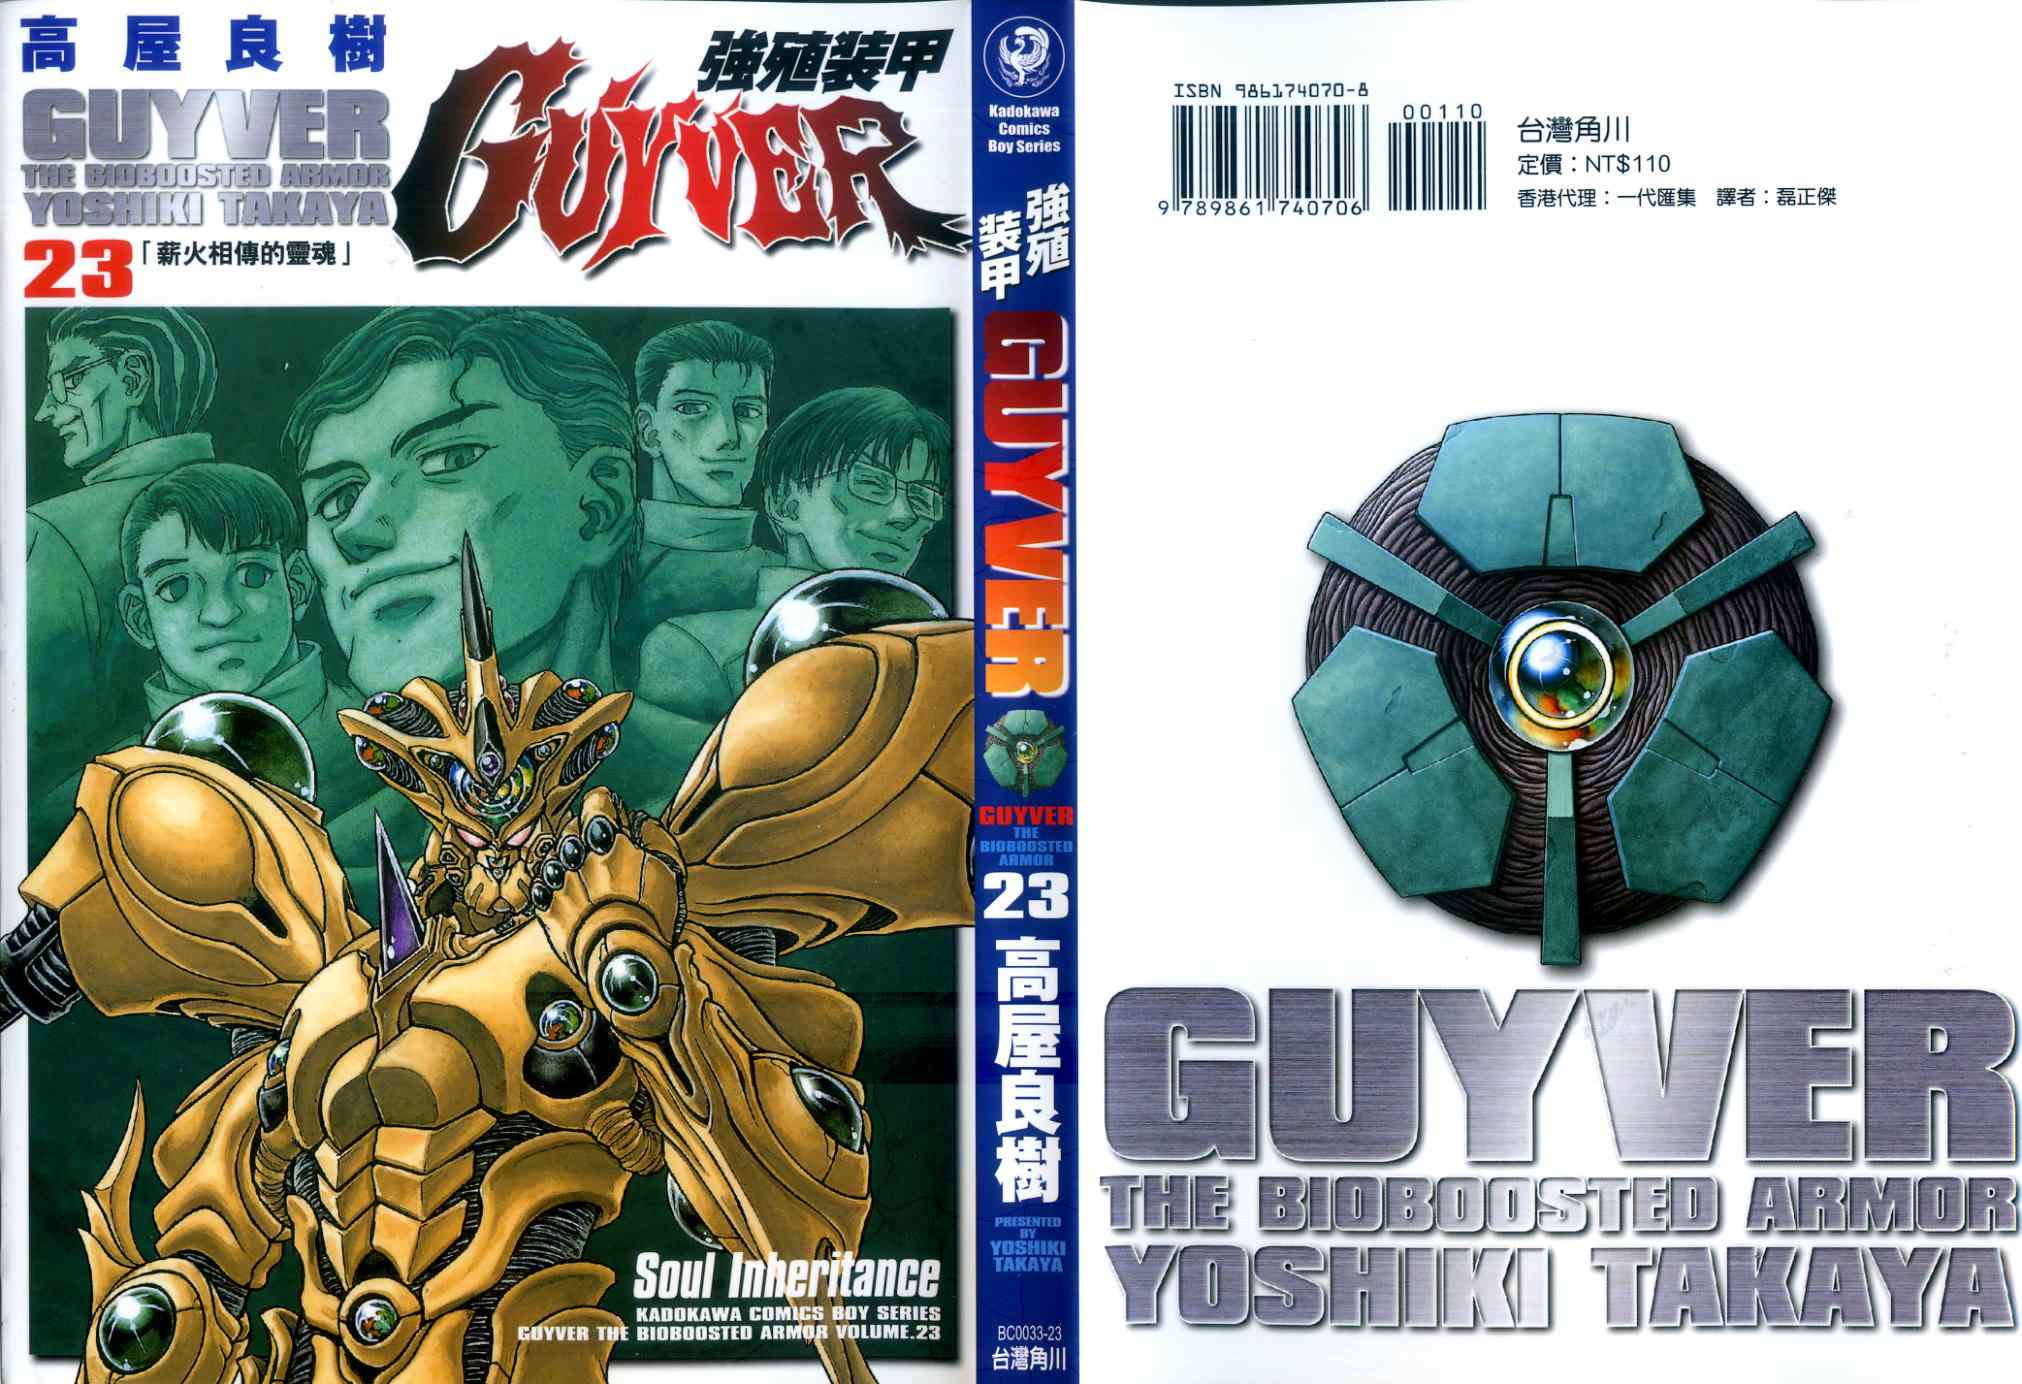 高屋良樹
GUYVER
THE BIOBOOSTED ARMOR
YOSHIKI TAKAYA
23
「薪火相傳的靈魂」
強殖装甲
GUYVER
Soul Inheritance
KADOKAWA COMICS BOY SERIES
GUYVER THE BIOBOOSTED ARMOR VOLUME.23
Kadokawa
Comics
Boy Series
強殖
装甲
GUYVER
GUYVER
THE
BIOBOOSTED
ARMOR
23
高屋良樹
PRESENTED
BY
YOSHIKI
TAKAYA
BC0033-23
台灣角川
ISBN 986174070-8
00110
9 789861 740706
台灣角川
定價：NT$110
香港代理：一代匯集　譯者：磊正傑
GUYVER
THE BIOBOOSTED ARMOR
YOSHIKI TAKAYA